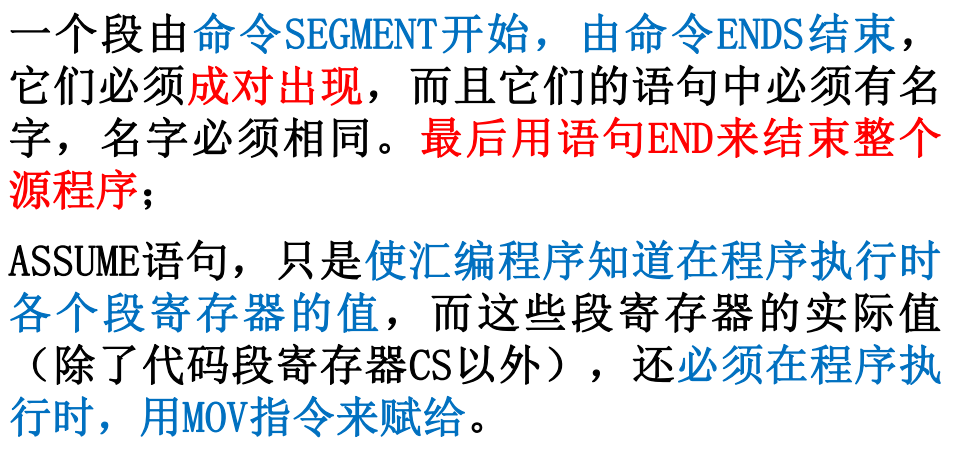 一个段由命令SEGMENT开始，由命令ENDS结束，
它们必须成对出现，而且它们的语句中必须有名
字，名字必须相同。最后用语句END来结束整个
源程序；
ASSUME语句，只是使汇编程序知道在程序执行时
各个段寄存器的值，而这些段寄存器的实际值
（除了代码段寄存器CS以外），还必须在程序执
行时，用MOV指令来赋给。